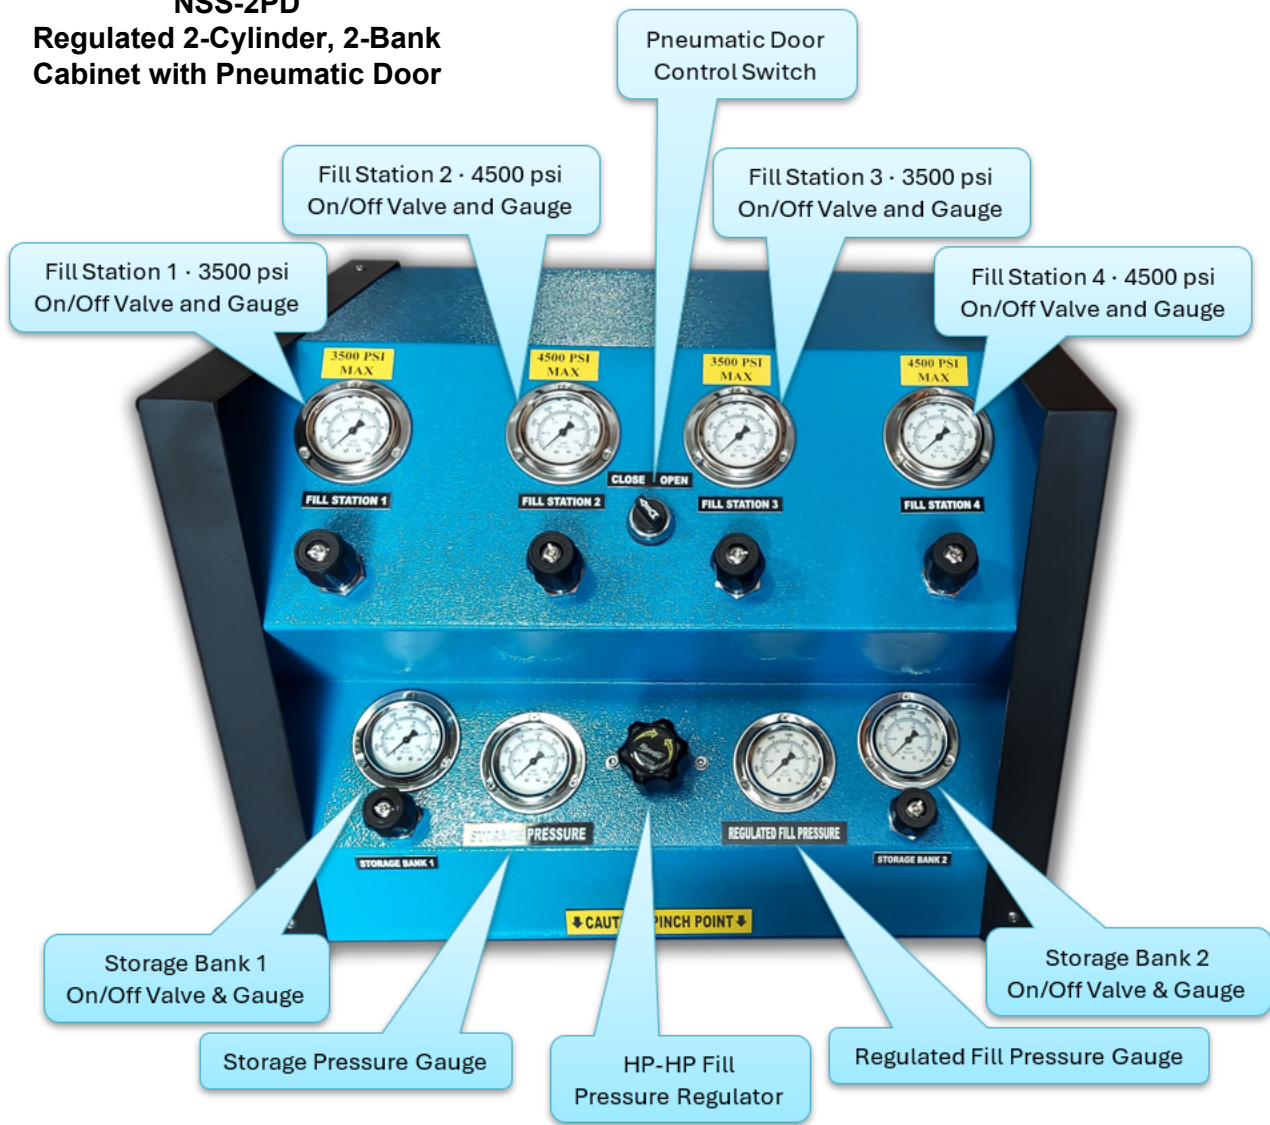 NSS-2PD
Regulated 2-Cylinder, 2-Bank
Cabinet with Pneumatic Door
Pneumatic Door
Control Switch
Fill Station 2 · 4500 psi
On/Off Valve and Gauge
Fill Station 3 · 3500 psi
On/Off Valve and Gauge
Fill Station 1 · 3500 psi
On/Off Valve and Gauge
Fill Station 4 · 4500 psi
On/Off Valve and Gauge
3500 PSI
MAX
4500 PSI
MAX
3500 PSI
MAX
4500 PSI
MAX
CLOSE OPEN
FILL STATION 1
FILL STATION 2
FILL STATION 3
FILL STATION 4
STORAGE PRESSURE
REGULATED FILL PRESSURE
STORAGE BANK 1
STORAGE BANK 2
PINCH POINT
Storage Bank 1
On/Off Valve & Gauge
Storage Bank 2
On/Off Valve & Gauge
Storage Pressure Gauge
HP-HP Fill
Pressure Regulator
Regulated Fill Pressure Gauge